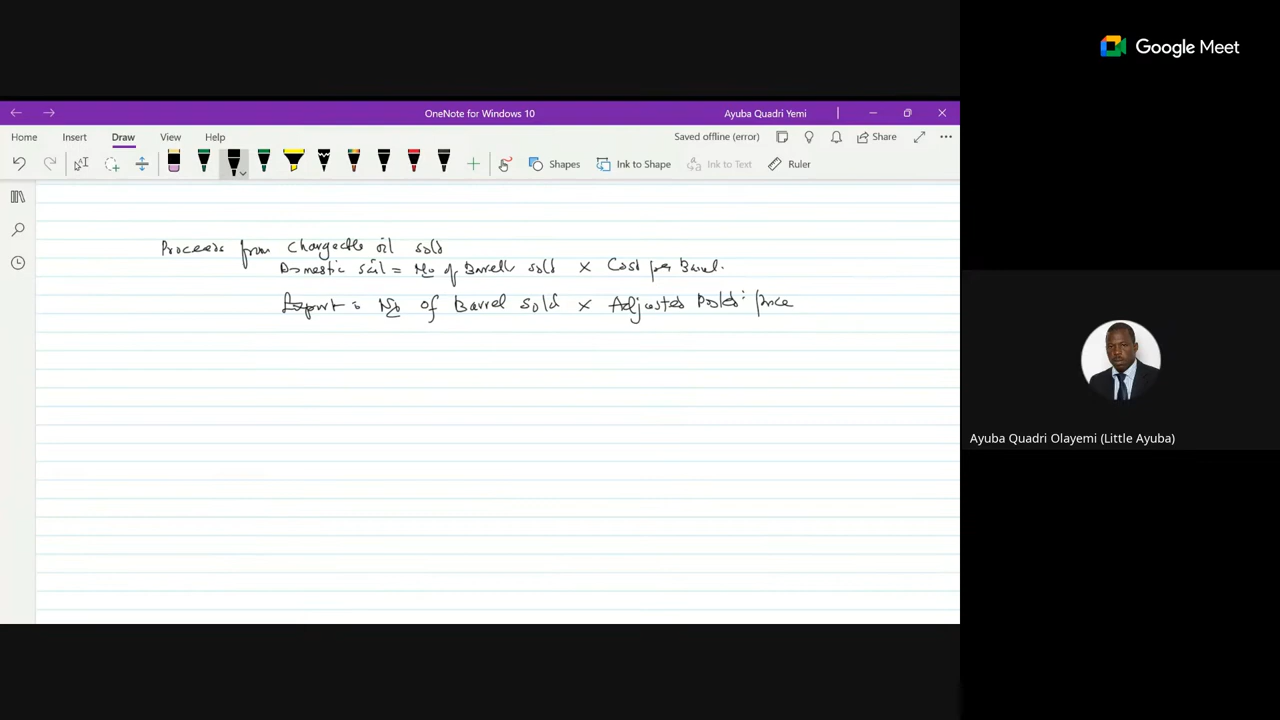 Google Meet
OneNote for Windows 10
Ayuba Quadri Yemi
Home Insert Draw View Help
Saved offline (error)
Share
Shapes
Ink to Shape
Ink to Text
Ruler
Proceeds from chargeable oil sold
Domestic = No of Barrels sold × Cost per Barrel.
Export = No of Barrel sold × Adjusted Posted price
Ayuba Quadri Olayemi (Little Ayuba)